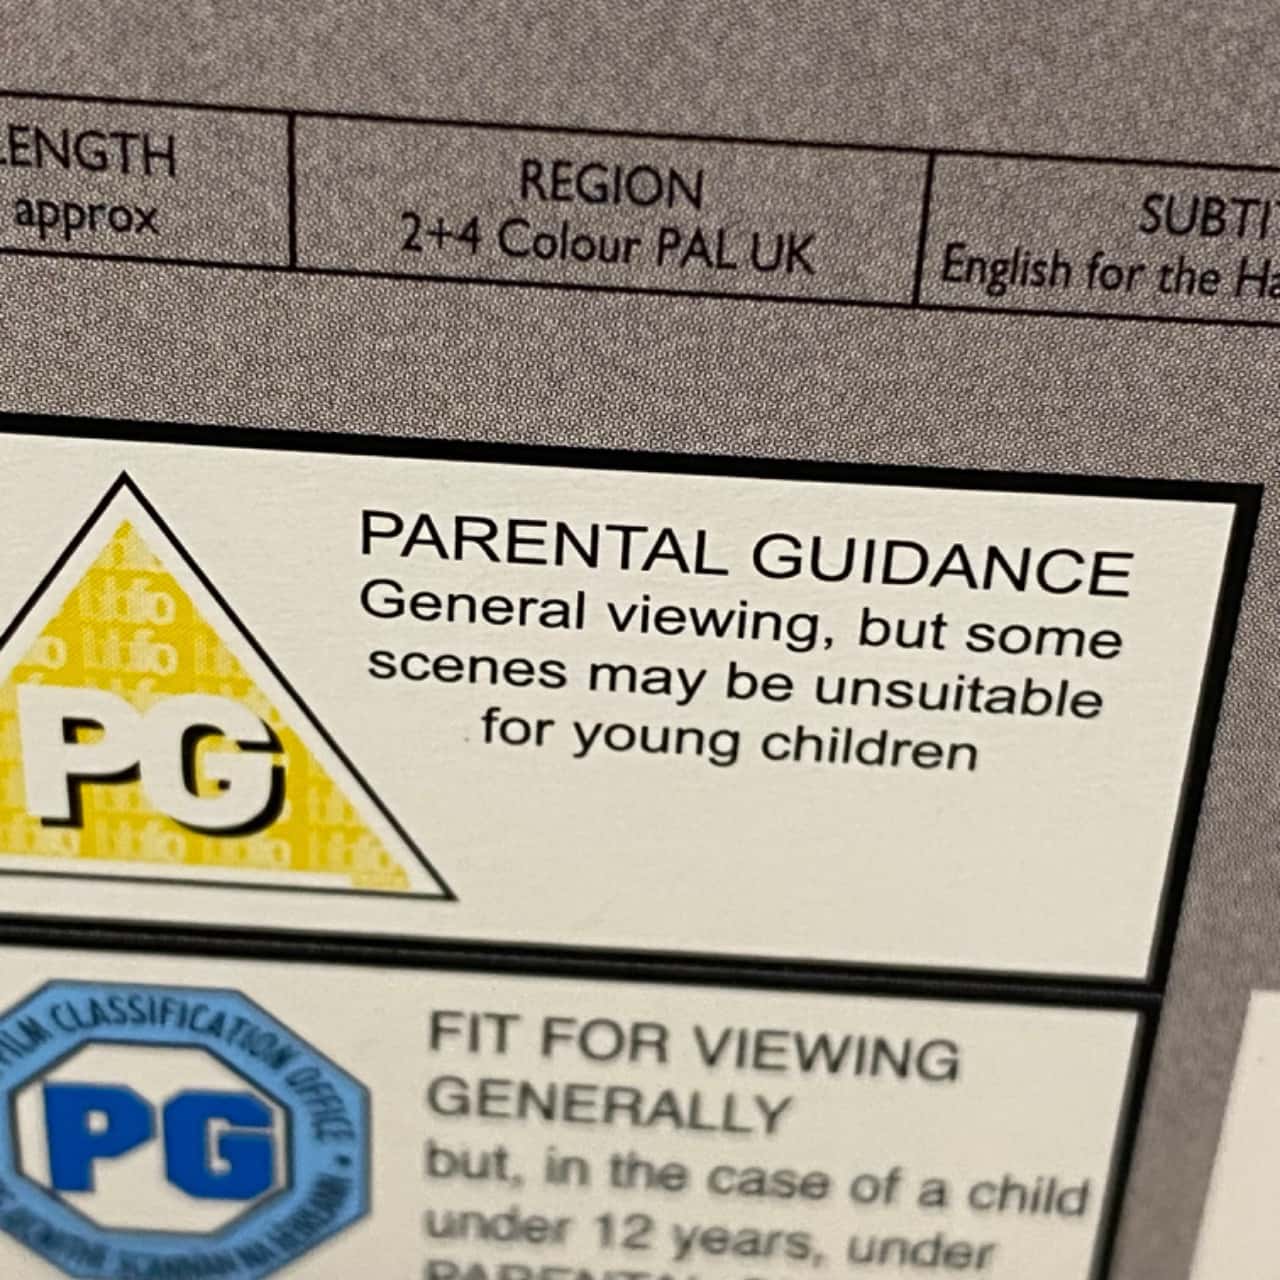 LENGTH
approx
REGION
2+4 Colour PAL UK
SUBTI
English for the Ha
PARENTAL GUIDANCE
General viewing, but some
scenes may be unsuitable
for young children
PG
FILM CLASSIFICATION OFFICE
PG
FIT FOR VIEWING
GENERALLY
but, in the case of a child
under 12 years, under